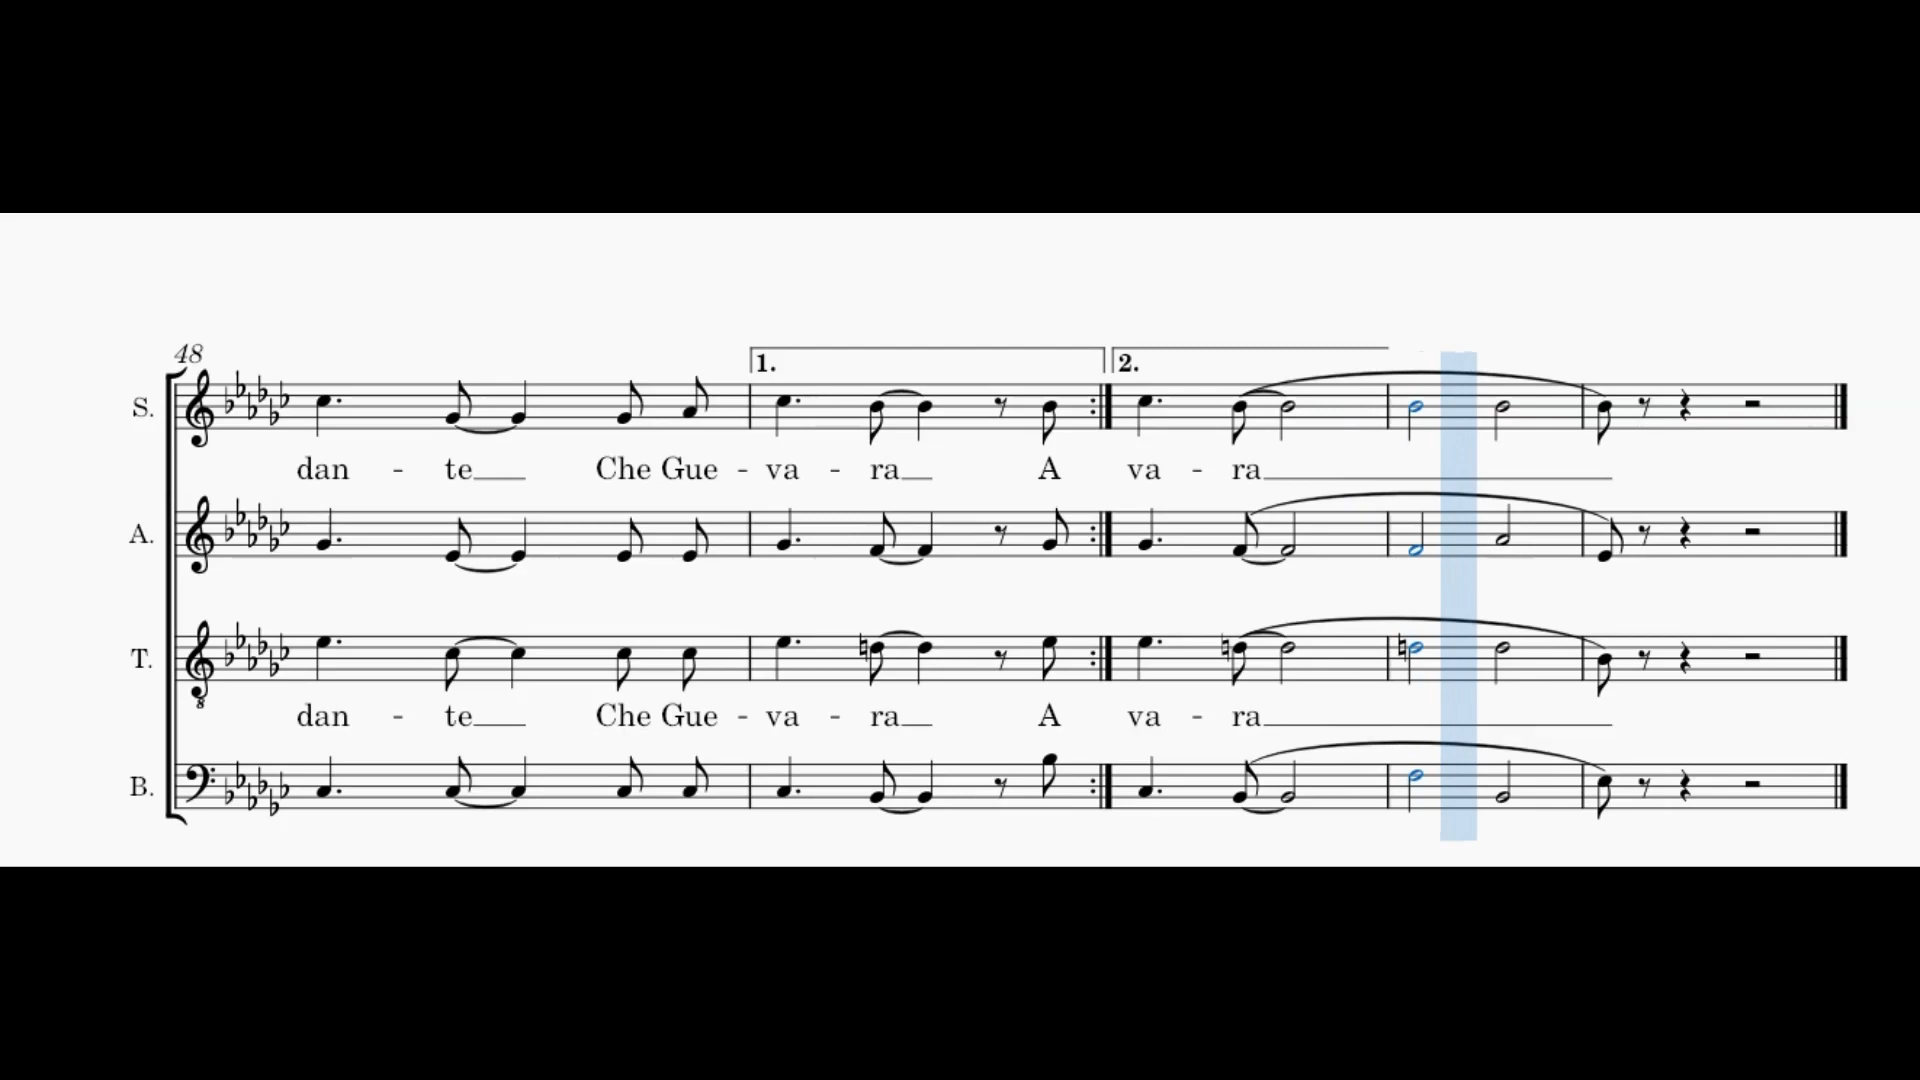 48
1. 2.
S.
dan - te Che Gue - va - ra A va - ra
A.
T.
dan - te Che Gue - va - ra A va - ra
B.